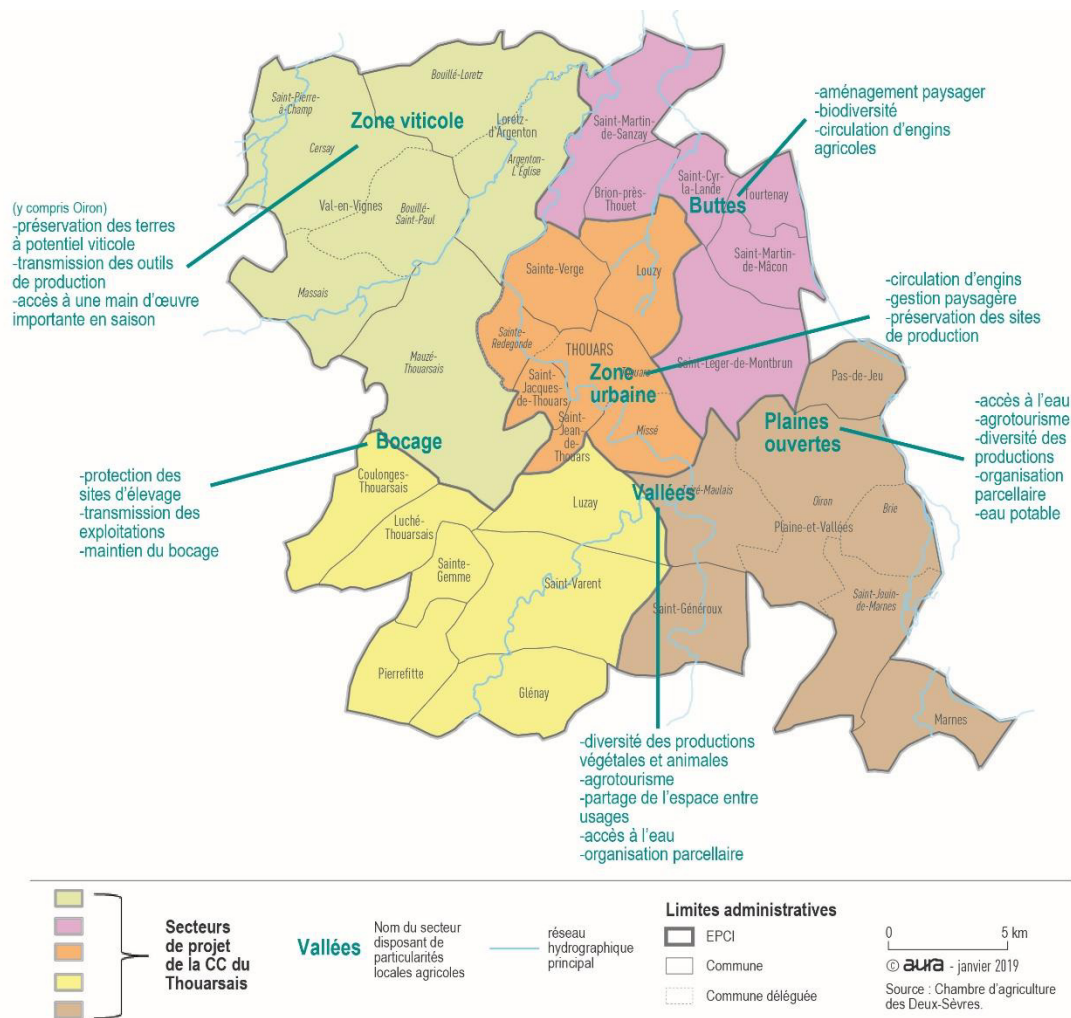 Bouillé-Loretz
Saint-Pierre-
à-Champ
Zone viticole
Loretz-
d'Argenton
Cersay
Argenton-
L'Église
Val-en-Vignes
Bouillé-
Saint-Paul
(y compris Oiron)
-préservation des terres
à potentiel viticole
-transmission des outils
de production
-accès à une main d'œuvre
importante en saison
Massais
Mauzé-
Thouarsais
Saint-Martin-
de-Sanzay
Brion-près-
Thouet
-aménagement paysager
-biodiversité
-circulation d'engins
agricoles
Saint-Cyr-
la-Lande
Tourtenay
Buttes
Saint-Martin-
de-Mâcon
Sainte-Verge
Louzy
-circulation d'engins
-gestion paysagère
-préservation des sites
de production
Sainte-
Radegonde
THOUARS
Thouars
Zone
urbaine
Saint-
Jacques-
de-Thouars
Saint-
Jean-
de-
Thouars
Missé
Saint-Léger-de-Montbrun
Pas-de-Jeu
Plaines
ouvertes
-accès à l'eau
-agrotourisme
-diversité des
productions
-organisation
parcellaire
-eau potable
Bocage
-protection des
sites d'élevage
-transmission des
exploitations
-maintien du bocage
Coulonges-
Thouarsais
Luché-
Thouarsais
Sainte-
Gemme
Luzay
Vallées
Taizé-Maulais
Oiron
Brie
Plaine-et-Vallées
Saint-Varent
Saint-Généroux
Saint-Jouin-
de-Marnes
Pierrefitte
Glénay
Marnes
-diversité des productions
végétales et animales
-agrotourisme
-partage de l'espace entre
usages
-accès à l'eau
-organisation parcellaire
Secteurs
de projet
de la CC du
Thouarsais
Vallées
Nom du secteur
disposant de
particularités
locales agricoles
réseau
hydrographique
principal
Limites administratives
EPCI
Commune
Commune déléguée
0 5 km
© aura - janvier 2019
Source : Chambre d'agriculture
des Deux-Sèvres.